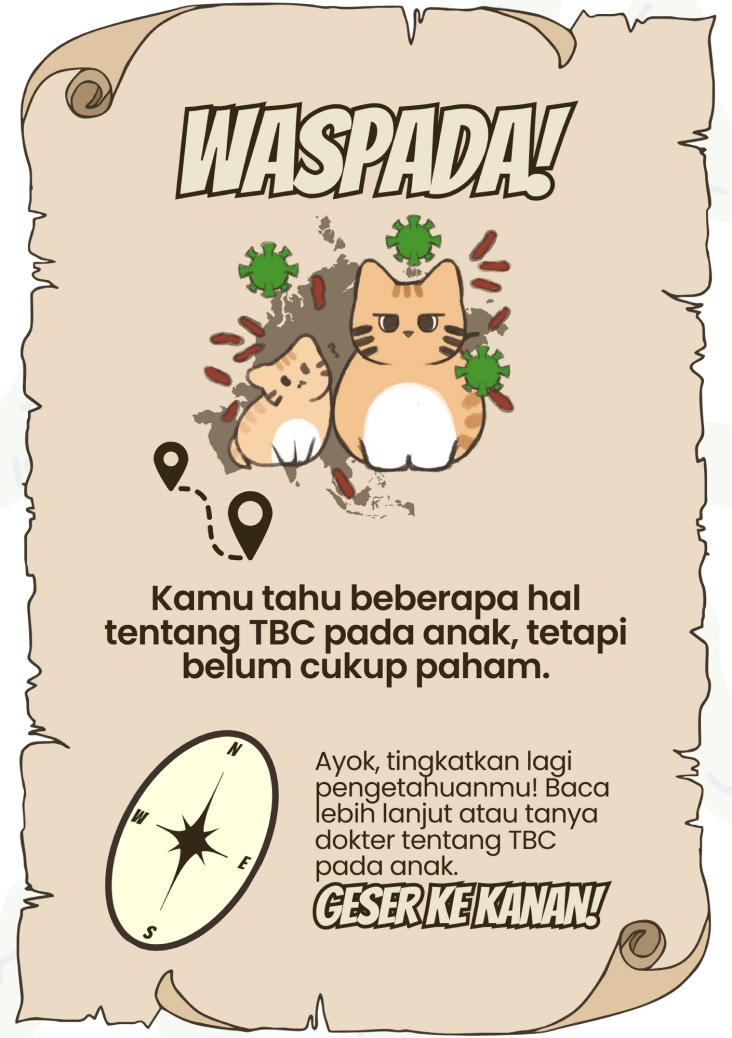 WASPADA!
Kamu tahu beberapa hal
tentang TBC pada anak, tetapi
belum cukup paham.
N
W
E
S
Ayok, tingkatkan lagi
pengetahuanmu! Baca
lebih lanjut atau tanya
dokter tentang TBC
pada anak.
GESER KE KANAN!